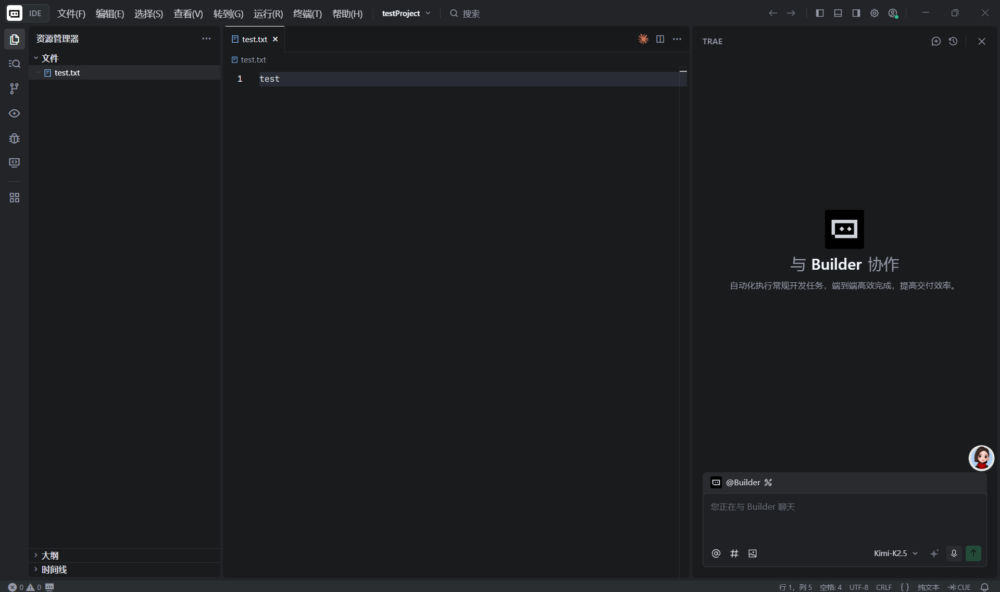 IDE 文件(F) 编辑(E) 选择(S) 查看(V) 转到(G) 运行(R) 终端(T) 帮助(H) testProject 搜索
资源管理器
文件
test.txt
test.txt
test.txt
1 test
TRAE
与 Builder 协作
自动化执行常规开发任务，端到端高效完成，提高交付效率。
@Builder
您正在与 Builder 聊天
Kimi-K2.5
大纲
时间线
0 0
行 1，列 5 空格: 4 UTF-8 CRLF { } 纯文本 CUE